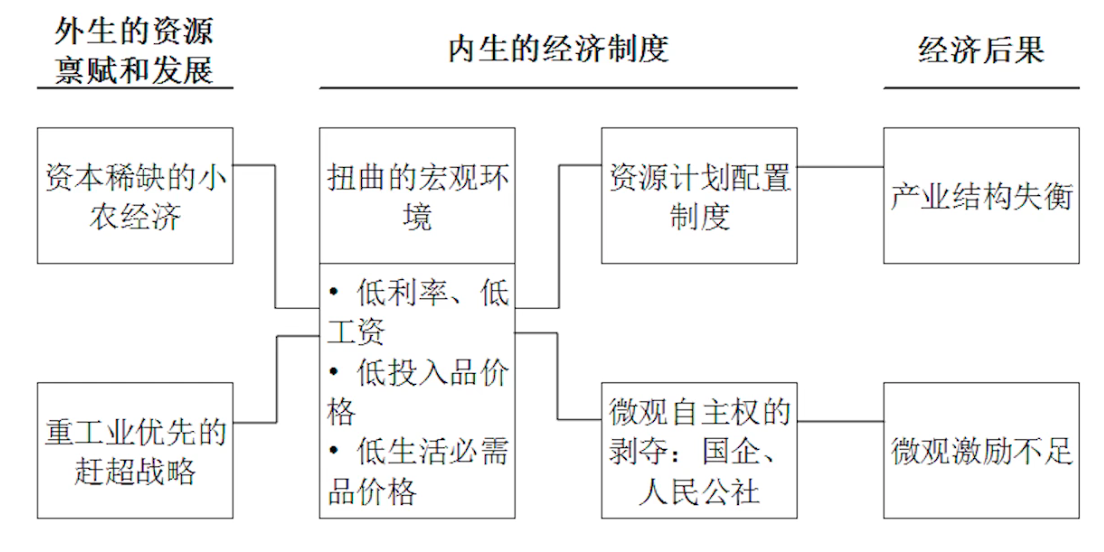 外生的资源
禀赋和发展
内生的经济制度
经济后果
资本稀缺的小
农经济
扭曲的宏观环
境
资源计划配置
制度
产业结构失衡
• 低利率、低
工资
• 低投入品价
格
• 低生活必需
品价格
重工业优先的
赶超战略
微观自主权的
剥夺：国企、
人民公社
微观激励不足